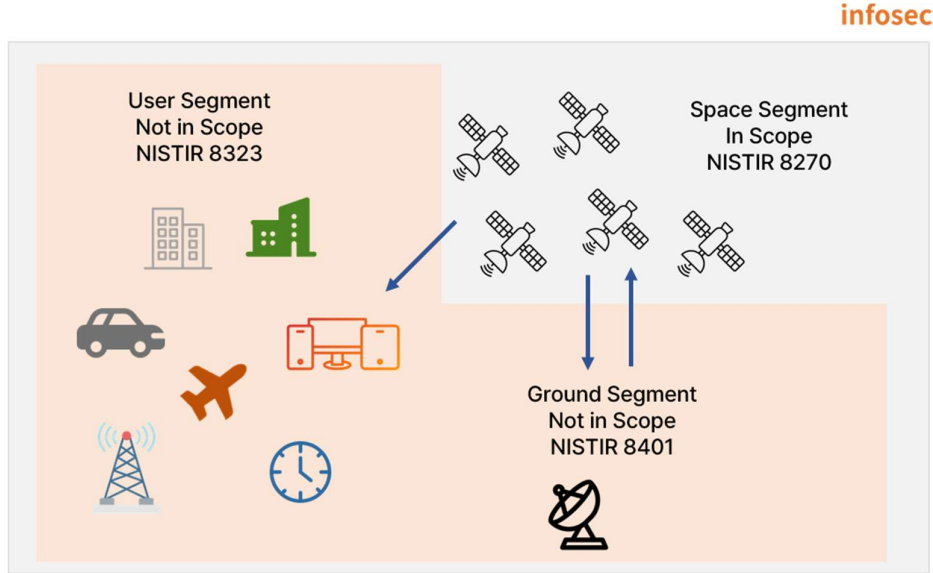 infosec
User Segment
Not in Scope
NISTIR 8323
Space Segment
In Scope
NISTIR 8270
Ground Segment
Not in Scope
NISTIR 8401